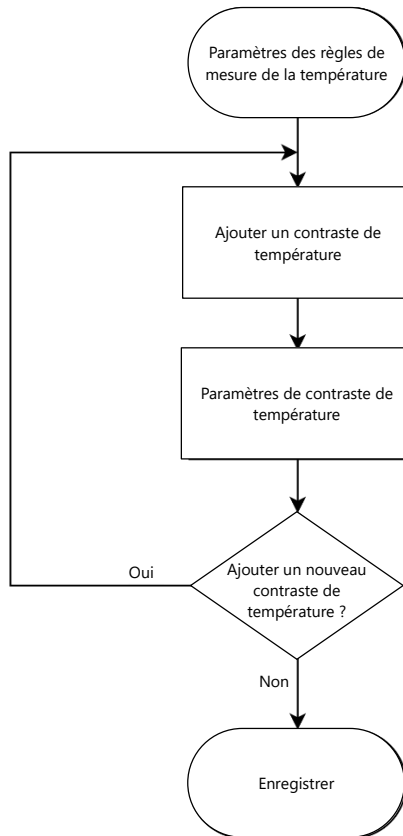 Paramètres des règles de
mesure de la température
Ajouter un contraste de
température
Paramètres de contraste de
température
Oui
Ajouter un nouveau
contraste de
température ?
Non
Enregistrer